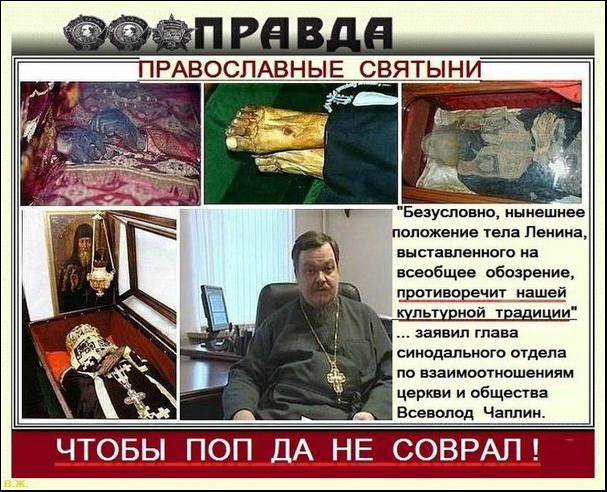 ПРАВДА
ПРАВОСЛАВНЫЕ СВЯТЫНИ
"Безусловно, нынешнее
положение тела Ленина,
выставленного на
всеобщее обозрение,
противоречит нашей
культурной традиции"
... заявил глава
синодального отдела
по взаимоотношениям
церкви и общества
Всеволод Чаплин.
ЧТОБЫ ПОП ДА НЕ СОВРАЛ !
В.Ж.